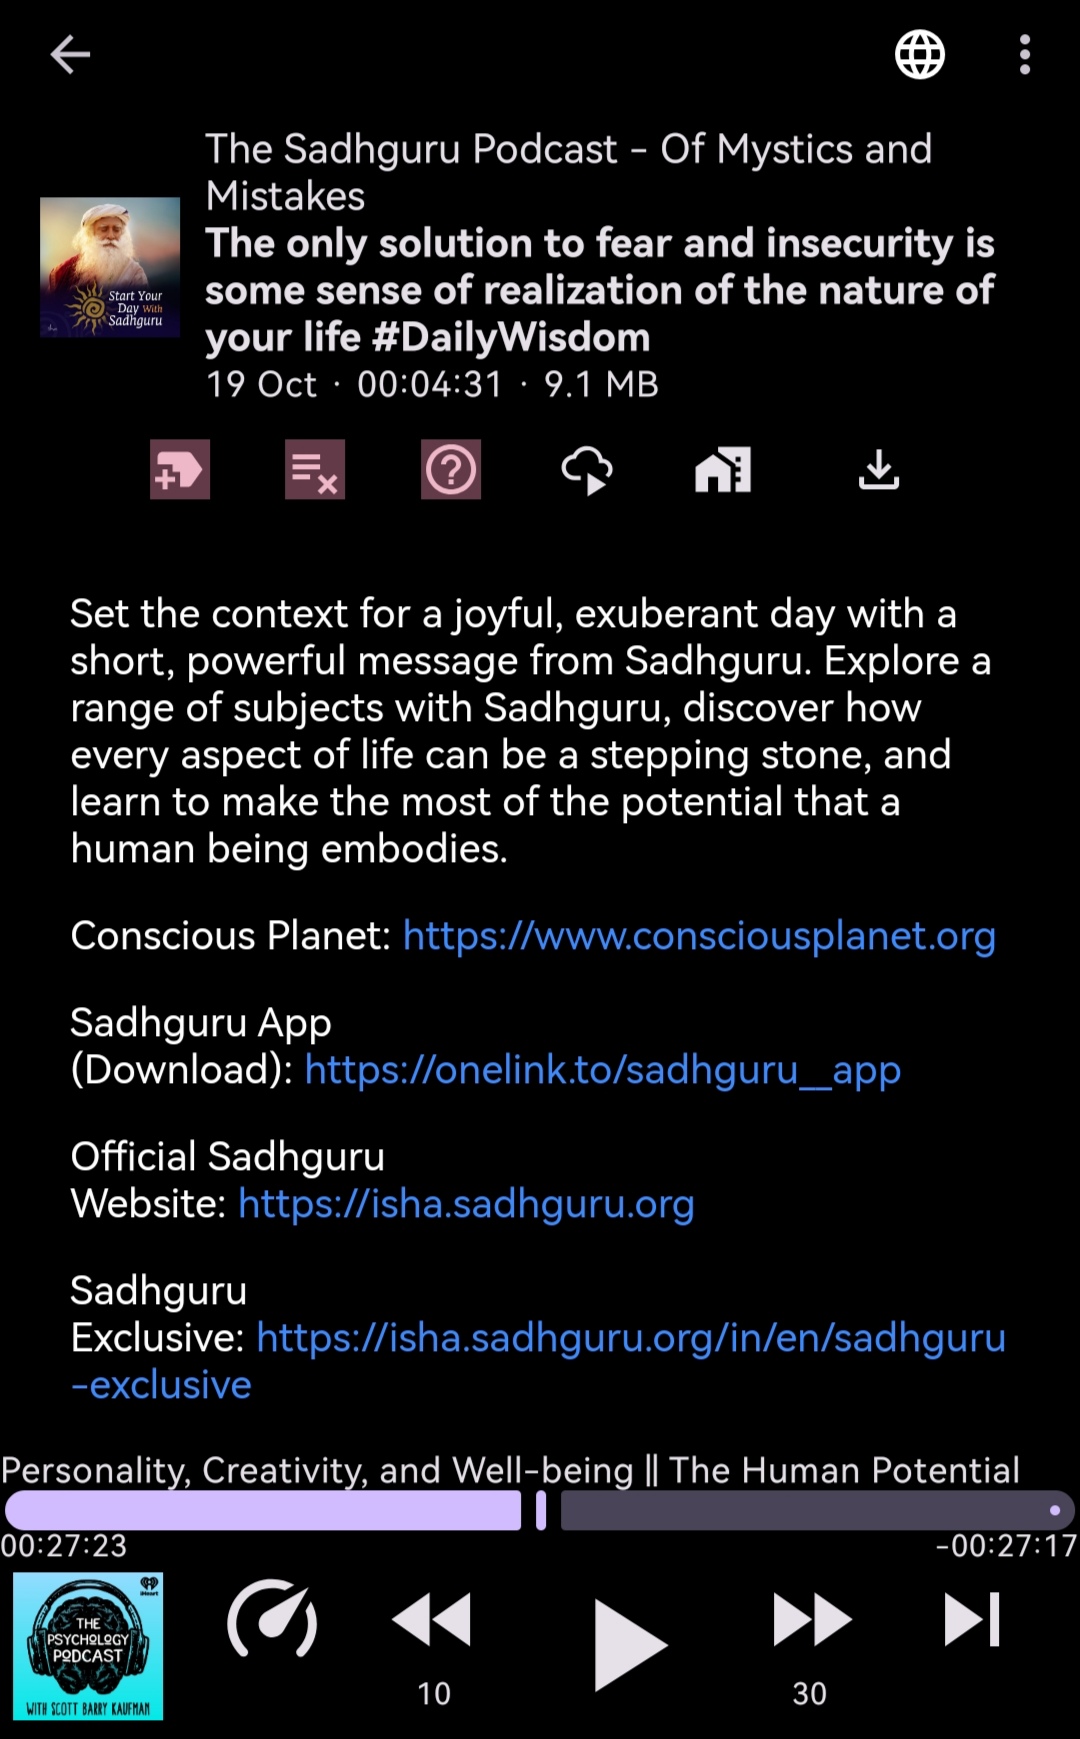 The Sadhguru Podcast - Of Mystics and
Mistakes
The only solution to fear and insecurity is
some sense of realization of the nature of
your life #DailyWisdom
19 Oct · 00:04:31 · 9.1 MB
Start Your
Day With
Sadhguru
Set the context for a joyful, exuberant day with a
short, powerful message from Sadhguru. Explore a
range of subjects with Sadhguru, discover how
every aspect of life can be a stepping stone, and
learn to make the most of the potential that a
human being embodies.
Conscious Planet: https://www.consciousplanet.org
Sadhguru App
(Download): https://onelink.to/sadhguru__app
Official Sadhguru
Website: https://isha.sadhguru.org
Sadhguru
Exclusive: https://isha.sadhguru.org/in/en/sadhguru
-exclusive
Personality, Creativity, and Well-being || The Human Potential
00:27:23
-00:27:17
iHeart
THE
PSYCHOLOGY
PODCAST
WITH SCOTT BARRY KAUFMAN
10
30